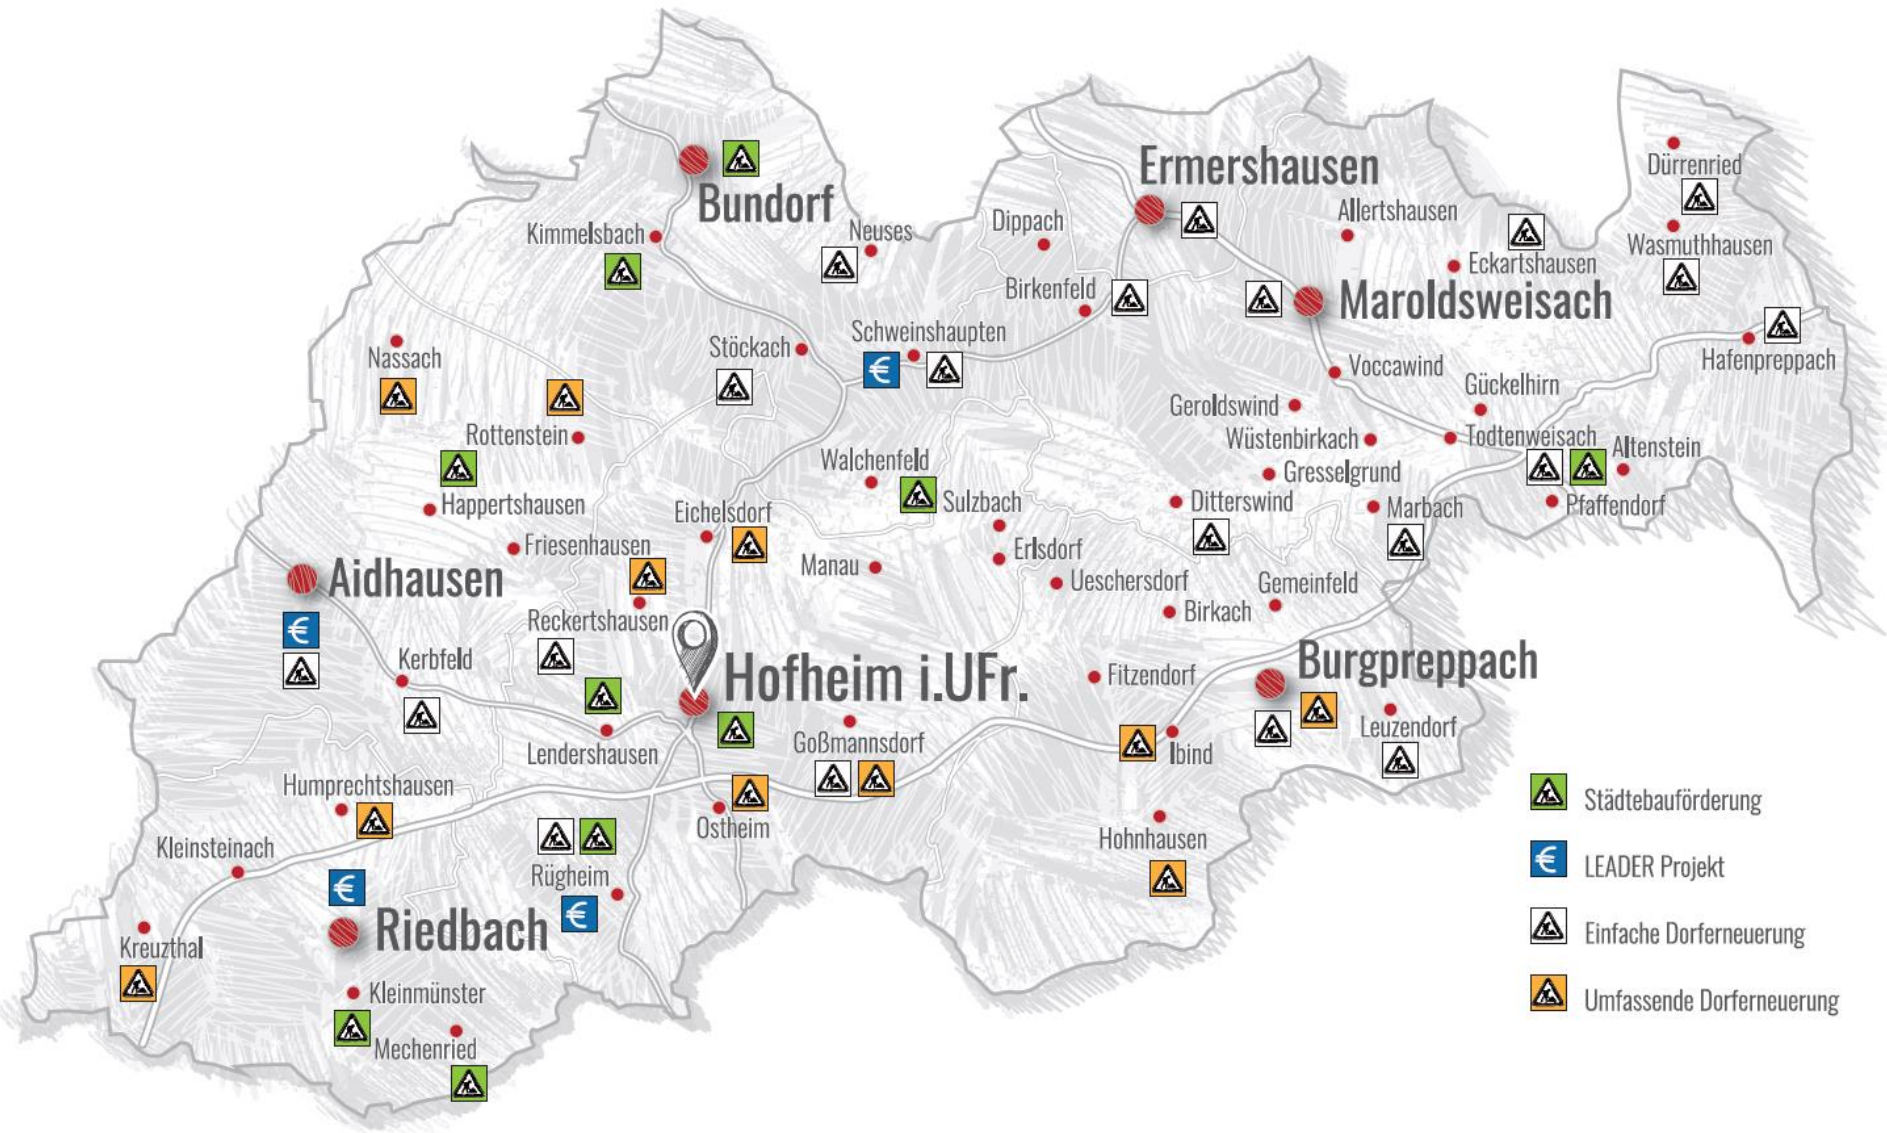 Bundorf
Ermershausen
Dürrenried
Kimmelsbach
Neuses
Dippach
Allertshausen
Wasmuthhausen
Eckartshausen
Birkenfeld
Maroldsweisach
Nassach
Stöckach
Schweinshaupten
€
Hafenpreppach
Voccawind
Gückelhirn
Geroldswind
Rottenstein
Wüstenbirkach
Todtenweisach
Altenstein
Walchenfeld
Gresselgrund
Happertshausen
Eichelsdorf
Sulzbach
Ditterswind
Marbach
Pfaffendorf
Friesenhausen
Erlsdorf
Manau
Aidhausen
Ueschersdorf
Gemeinfeld
Birkach
€
Reckertshausen
Kerbfeld
Hofheim i.UFr.
Fitzendorf
Burgpreppach
Lendershausen
Goßmannsdorf
Ibind
Leuzendorf
Humprechtshausen
Ostheim
Hohnhausen
Kleinsteinach
Rügheim
€
€
Riedbach
Kreuzthal
Kleinmünster
Mechenried
Städtebauförderung
€ LEADER Projekt
Einfache Dorferneuerung
Umfassende Dorferneuerung